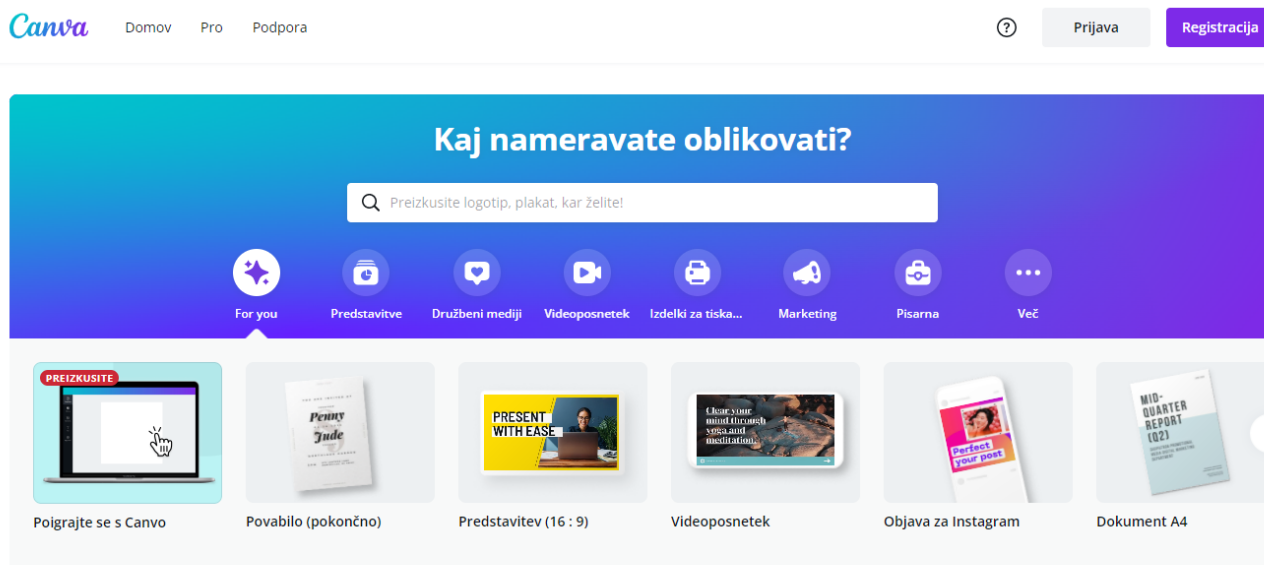 Canva
Domov
Pro
Podpora
Prijava
Registracija
Kaj nameravate oblikovati?
Preizkusite logotip, plakat, kar želite!
For you
Predstavitve
Družbeni mediji
Videoposnetek
Izdelki za tiska...
Marketing
Pisarna
Več
PREIZKUSITE
Penny
Jude
PRESENT
WITH EASE
Clear your
mind through
yoga and
meditation.
Perfect
your post
MID-
QUARTER
REPORT
(Q2)
Poigrajte se s Canvo
Povabilo (pokončno)
Predstavitev (16 : 9)
Videoposnetek
Objava za Instagram
Dokument A4